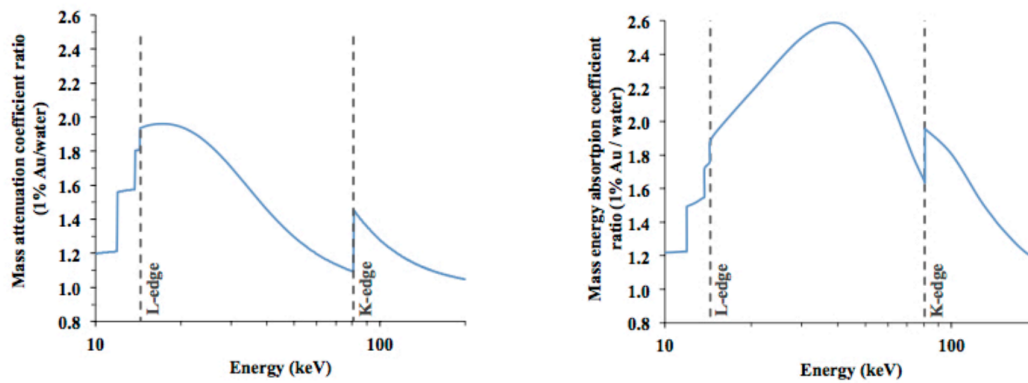 Mass attenuation coefficient ratio
(1% Au/water)
2.6
2.4
2.2
2.0
1.8
1.6
1.4
1.2
1.0
0.8
L-edge
K-edge
10
100
Energy (keV)
Mass energy absortpion coefficient
ratio (1% Au / water)
2.6
2.4
2.2
2.0
1.8
1.6
1.4
1.2
1.0
0.8
L-edge
K-edge
10
100
Energy (keV)